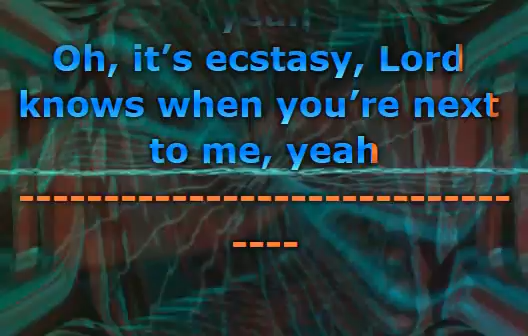 yeah,
Oh, it’s ecstasy, Lord
knows when you’re next
to me, yeah
-----------------------------
----